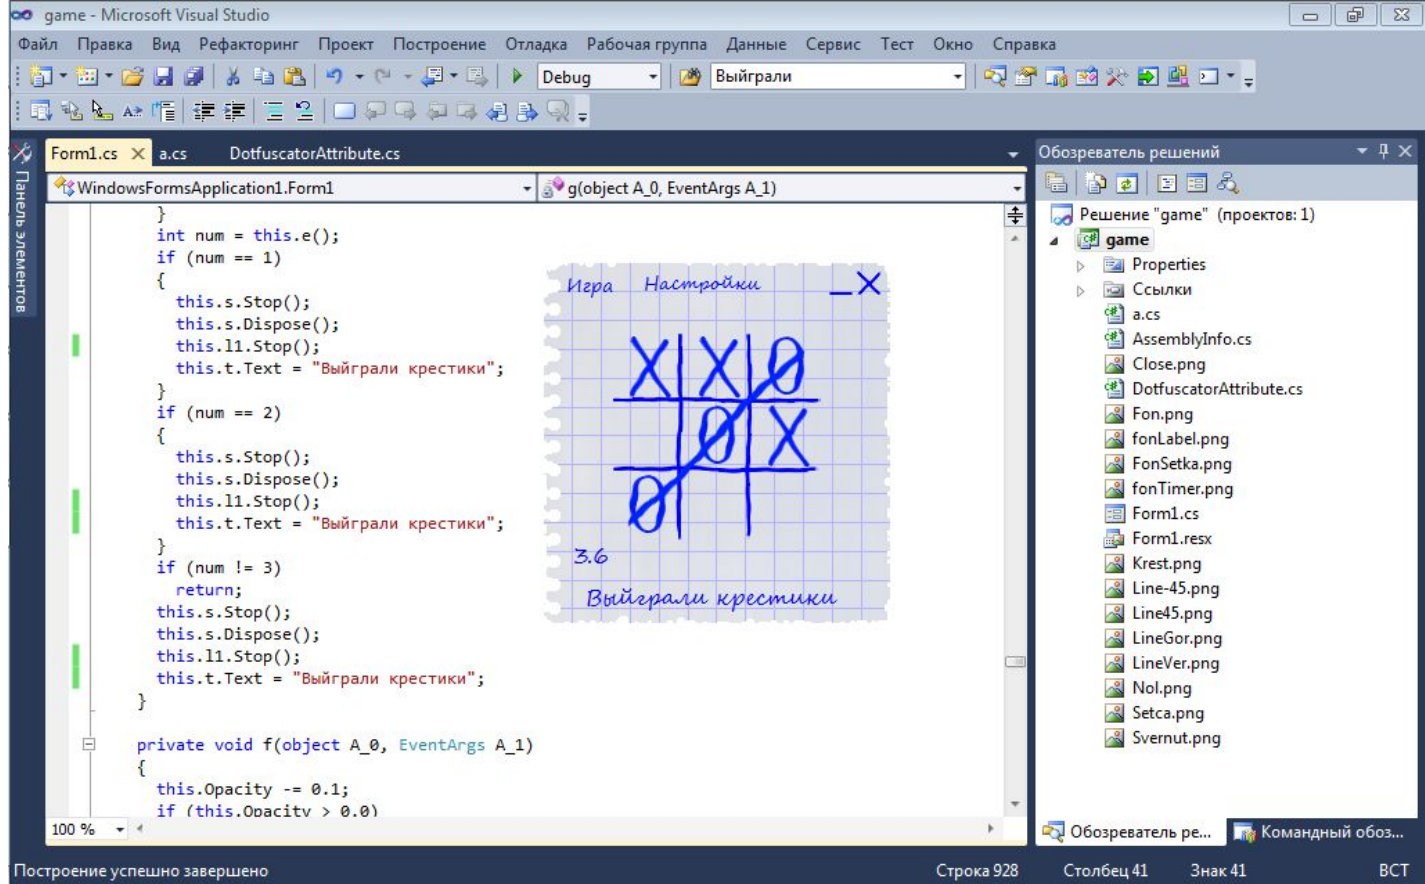 game - Microsoft Visual Studio
Файл Правка Вид Рефакторинг Проект Построение Отладка Рабочая группа Данные Сервис Тест Окно Справка
Debug Выйграли
Form1.cs a.cs DotfuscatorAttribute.cs
Панель элементов
WindowsFormsApplication1.Form1 g(object A_0, EventArgs A_1)
}
int num = this.e();
if (num == 1)
{
this.s.Stop();
this.s.Dispose();
this.l1.Stop();
this.t.Text = "Выйграли крестики";
}
if (num == 2)
{
this.s.Stop();
this.s.Dispose();
this.l1.Stop();
this.t.Text = "Выйграли крестики";
}
if (num != 3)
return;
this.s.Stop();
this.s.Dispose();
this.l1.Stop();
this.t.Text = "Выйграли крестики";
}
private void f(object A_0, EventArgs A_1)
{
this.Opacity -= 0.1;
if (this.Opacity > 0.0)
100 %
Игра Настройки _ X
X X 0
0 X
0
3.6
Выйграли крестики
Обозреватель решений
Решение "game" (проектов: 1)
game
Properties
Ссылки
a.cs
AssemblyInfo.cs
Close.png
DotfuscatorAttribute.cs
Fon.png
fonLabel.png
FonSetka.png
fonTimer.png
Form1.cs
Form1.resx
Krest.png
Line-45.png
Line45.png
LineGor.png
LineVer.png
Nol.png
Setca.png
Svernut.png
Обозреватель ре... Командный обоз...
Построение успешно завершено Строка 928 Столбец 41 Знак 41 ВСТ